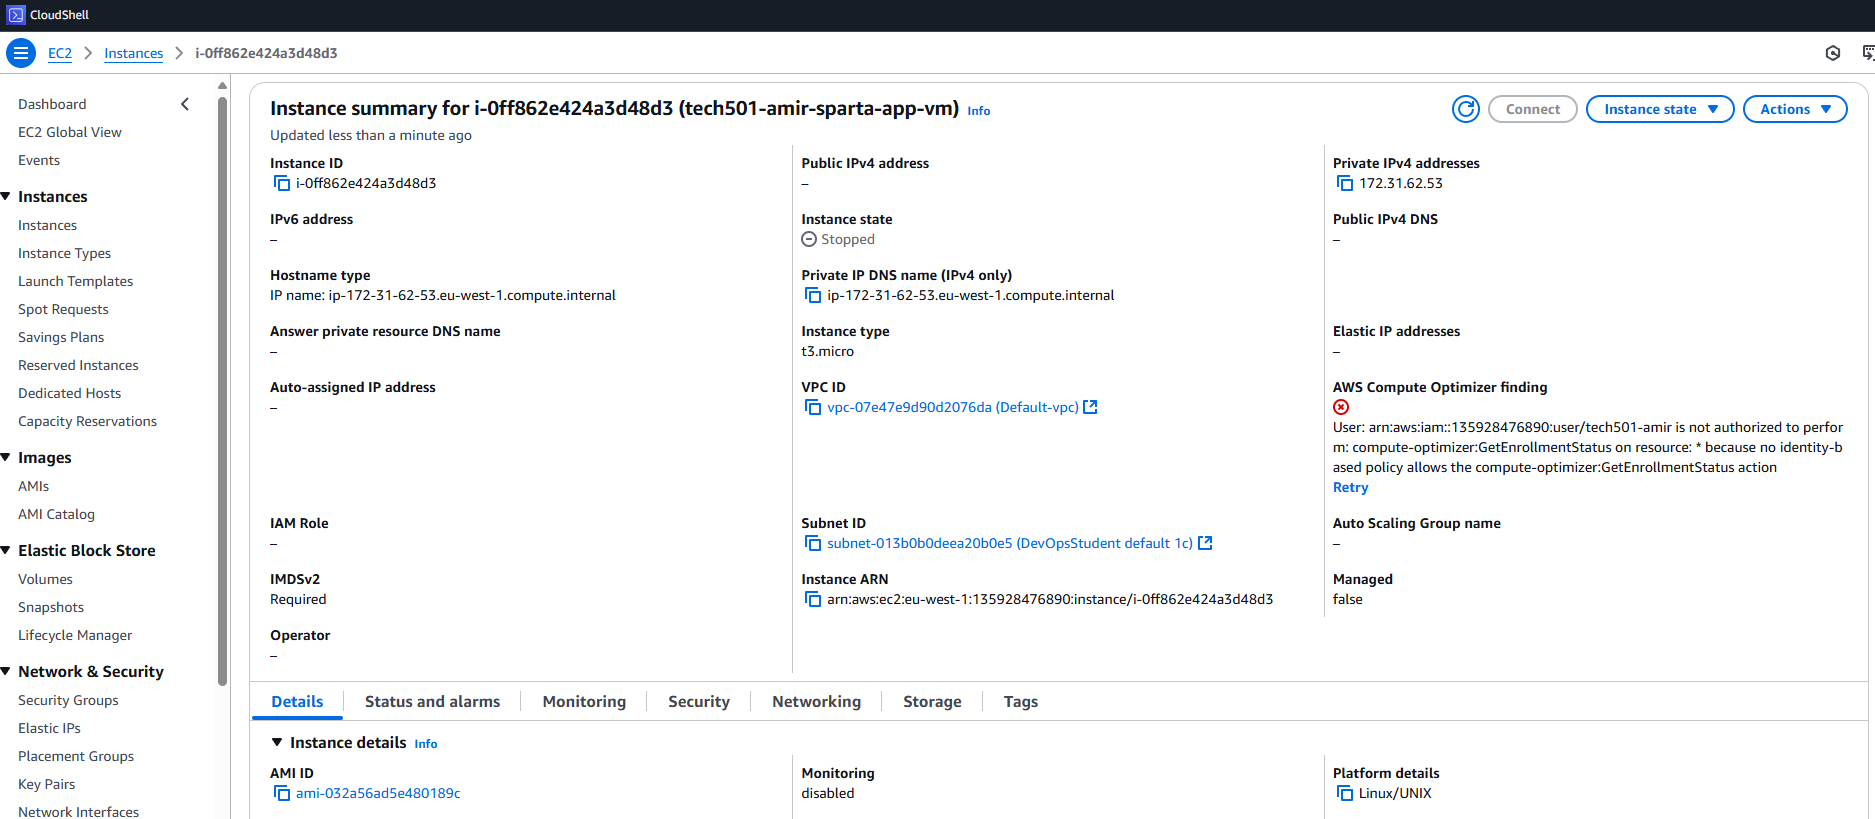 CloudShell
EC2 > Instances > i-0ff862e424a3d48d3
Dashboard
EC2 Global View
Events
Instances
Instances
Instance Types
Launch Templates
Spot Requests
Savings Plans
Reserved Instances
Dedicated Hosts
Capacity Reservations
Images
AMIs
AMI Catalog
Elastic Block Store
Volumes
Snapshots
Lifecycle Manager
Network & Security
Security Groups
Elastic IPs
Placement Groups
Key Pairs
Network Interfaces
Instance summary for i-0ff862e424a3d48d3 (tech501-amir-sparta-app-vm) Info
Connect
Instance state
Actions
Updated less than a minute ago
Instance ID
i-0ff862e424a3d48d3
Public IPv4 address
–
Private IPv4 addresses
172.31.62.53
IPv6 address
–
Instance state
Stopped
Public IPv4 DNS
–
Hostname type
IP name: ip-172-31-62-53.eu-west-1.compute.internal
Private IP DNS name (IPv4 only)
ip-172-31-62-53.eu-west-1.compute.internal
Answer private resource DNS name
–
Instance type
t3.micro
Elastic IP addresses
–
Auto-assigned IP address
–
VPC ID
vpc-07e47e9d90d2076da (Default-vpc)
AWS Compute Optimizer finding
User: arn:aws:iam::135928476890:user/tech501-amir is not authorized to perfor
m: compute-optimizer:GetEnrollmentStatus on resource: * because no identity-b
ased policy allows the compute-optimizer:GetEnrollmentStatus action
Retry
IAM Role
–
Subnet ID
subnet-013b0b0deea20b0e5 (DevOpsStudent default 1c)
Auto Scaling Group name
–
IMDSv2
Required
Instance ARN
arn:aws:ec2:eu-west-1:135928476890:instance/i-0ff862e424a3d48d3
Managed
false
Operator
–
Details
Status and alarms
Monitoring
Security
Networking
Storage
Tags
Instance details Info
AMI ID
ami-032a56ad5e480189c
Monitoring
disabled
Platform details
Linux/UNIX